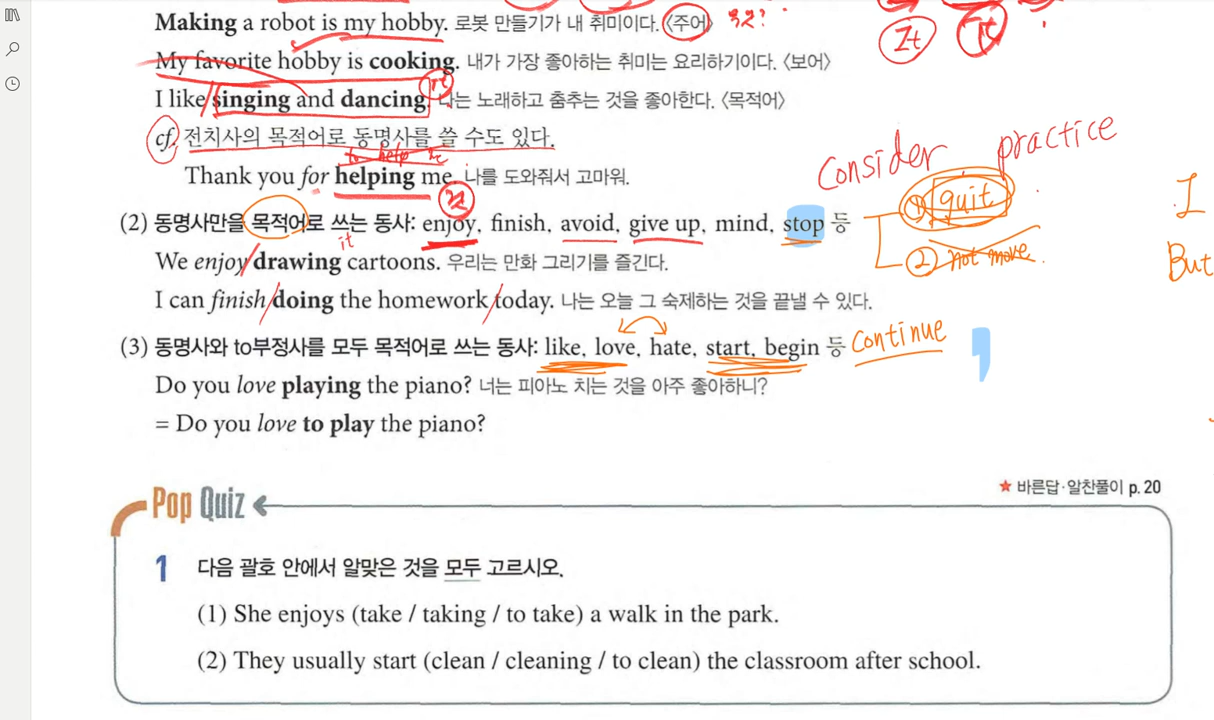 Making a robot is my hobby. 로봇 만들기가 내 취미이다. 〈주어〉
It
My favorite hobby is cooking. 내가 가장 좋아하는 취미는 요리하기이다. 〈보어〉
I like singing and dancing. 나는 노래하고 춤추는 것을 좋아한다. 〈목적어〉
cf. 전치사의 목적어로 동명사를 쓸 수도 있다.
to help
Thank you for helping me. 나를 도와줘서 고마워.
Consider practice
(2) 동명사만을 목적어로 쓰는 동사: enjoy, finish, avoid, give up, mind, stop 등
① quit
I
it
② not move
But
We enjoy drawing cartoons. 우리는 만화 그리기를 즐긴다.
I can finish doing the homework today. 나는 오늘 그 숙제하는 것을 끝낼 수 있다.
(3) 동명사와 to부정사를 모두 목적어로 쓰는 동사: like, love, hate, start, begin 등 continue
Do you love playing the piano? 너는 피아노 치는 것을 아주 좋아하니?
= Do you love to play the piano?
★ 바른답·알찬풀이 p. 20
Pop Quiz
1 다음 괄호 안에서 알맞은 것을 모두 고르시오.
(1) She enjoys (take / taking / to take) a walk in the park.
(2) They usually start (clean / cleaning / to clean) the classroom after school.